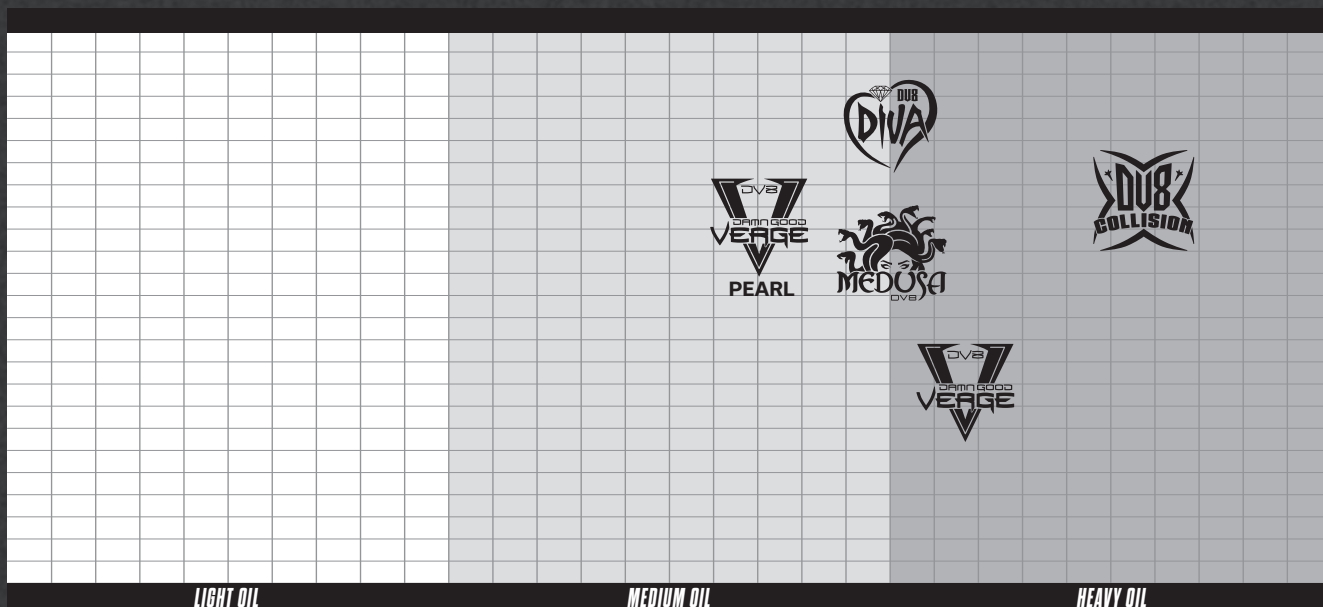 DV8
DIVA
DV8
DAMN GOOD
VERGE
PEARL
MEDUSA
DV8
DV8
COLLISION
DV8
DAMN GOOD
VERGE
LIGHT OIL
MEDIUM OIL
HEAVY OIL